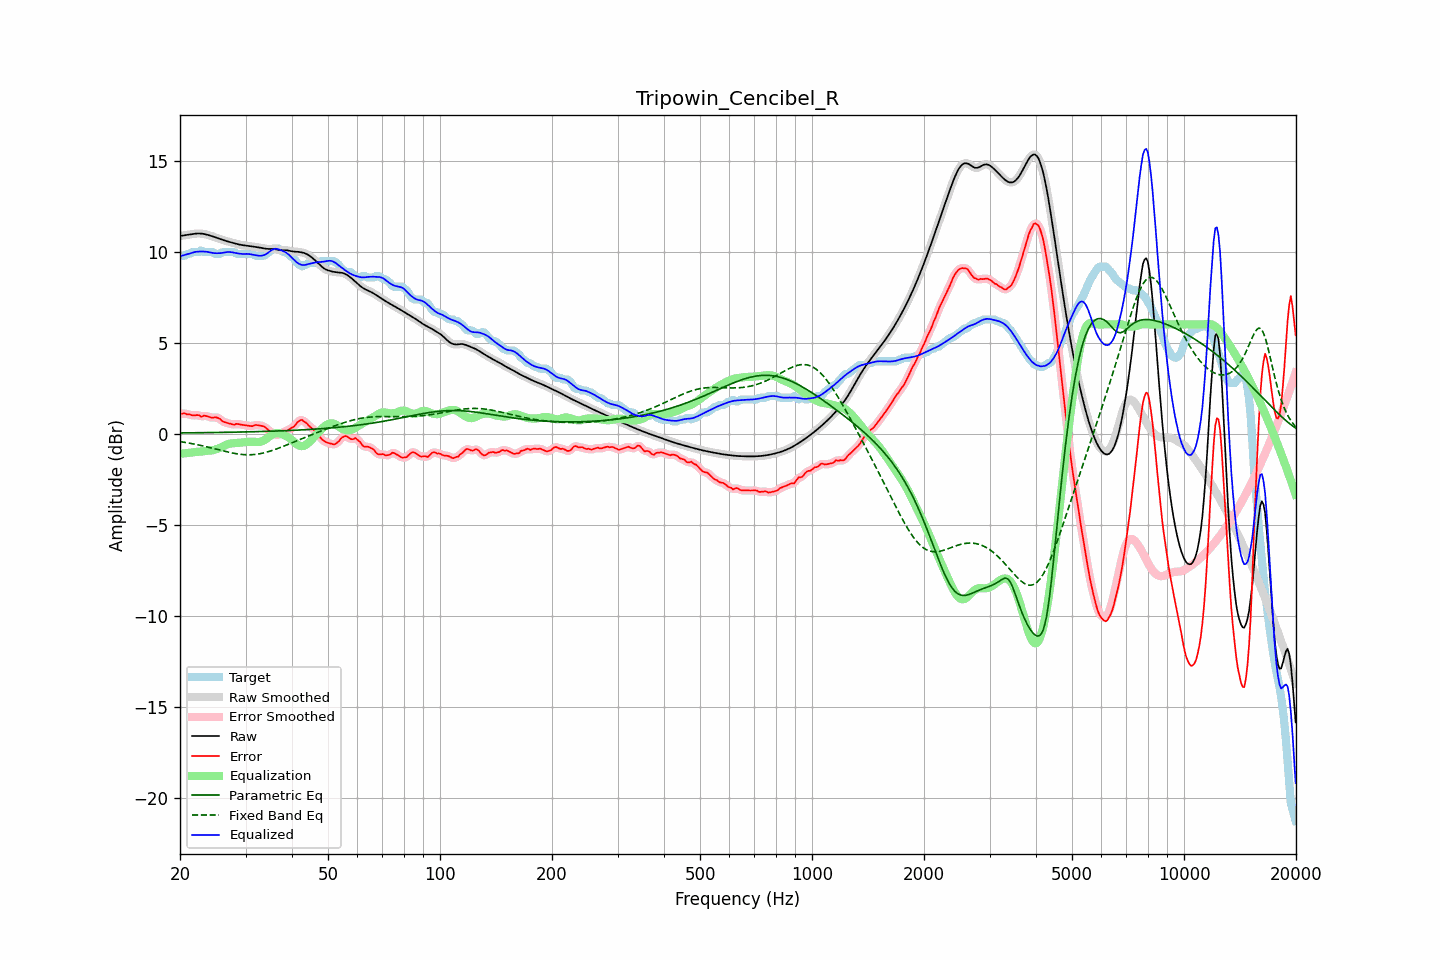 Tripowin_Cencibel_R
Amplitude (dBr)
15
10
5
0
−5
−10
−15
−20
Target
Raw Smoothed
Error Smoothed
Raw
Error
Equalization
Parametric Eq
Fixed Band Eq
Equalized
20 50 100 200 500 1000 2000 5000 10000 20000
Frequency (Hz)